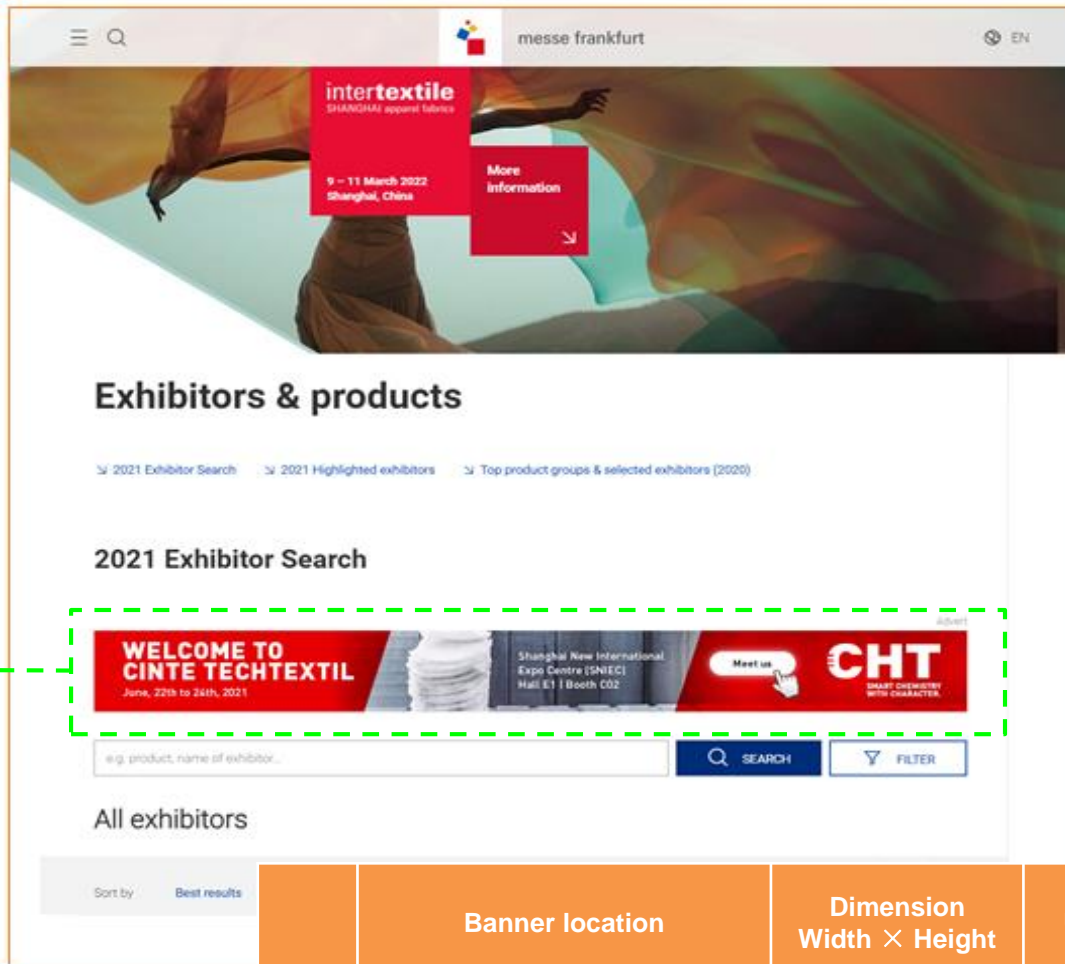 messe frankfurt
EN
intertextile
SHANGHAI apparel fabrics
9 – 11 March 2022
Shanghai, China
More
information
Exhibitors & products
2021 Exhibitor Search
2021 Highlighted exhibitors
Top product groups & selected exhibitors (2020)
2021 Exhibitor Search
Advert
WELCOME TO
CINTE TECHTEXTIL
June, 22th to 24th, 2021
Shanghai New International
Expo Centre (SNIEC)
Hall E1 | Booth C02
Meet us
CHT
SMART CHEMISTRY
WITH CHARACTER.
e.g. product, name of exhibitor...
SEARCH
FILTER
All exhibitors
Sort by
Best results
Banner location
Dimension
Width × Height